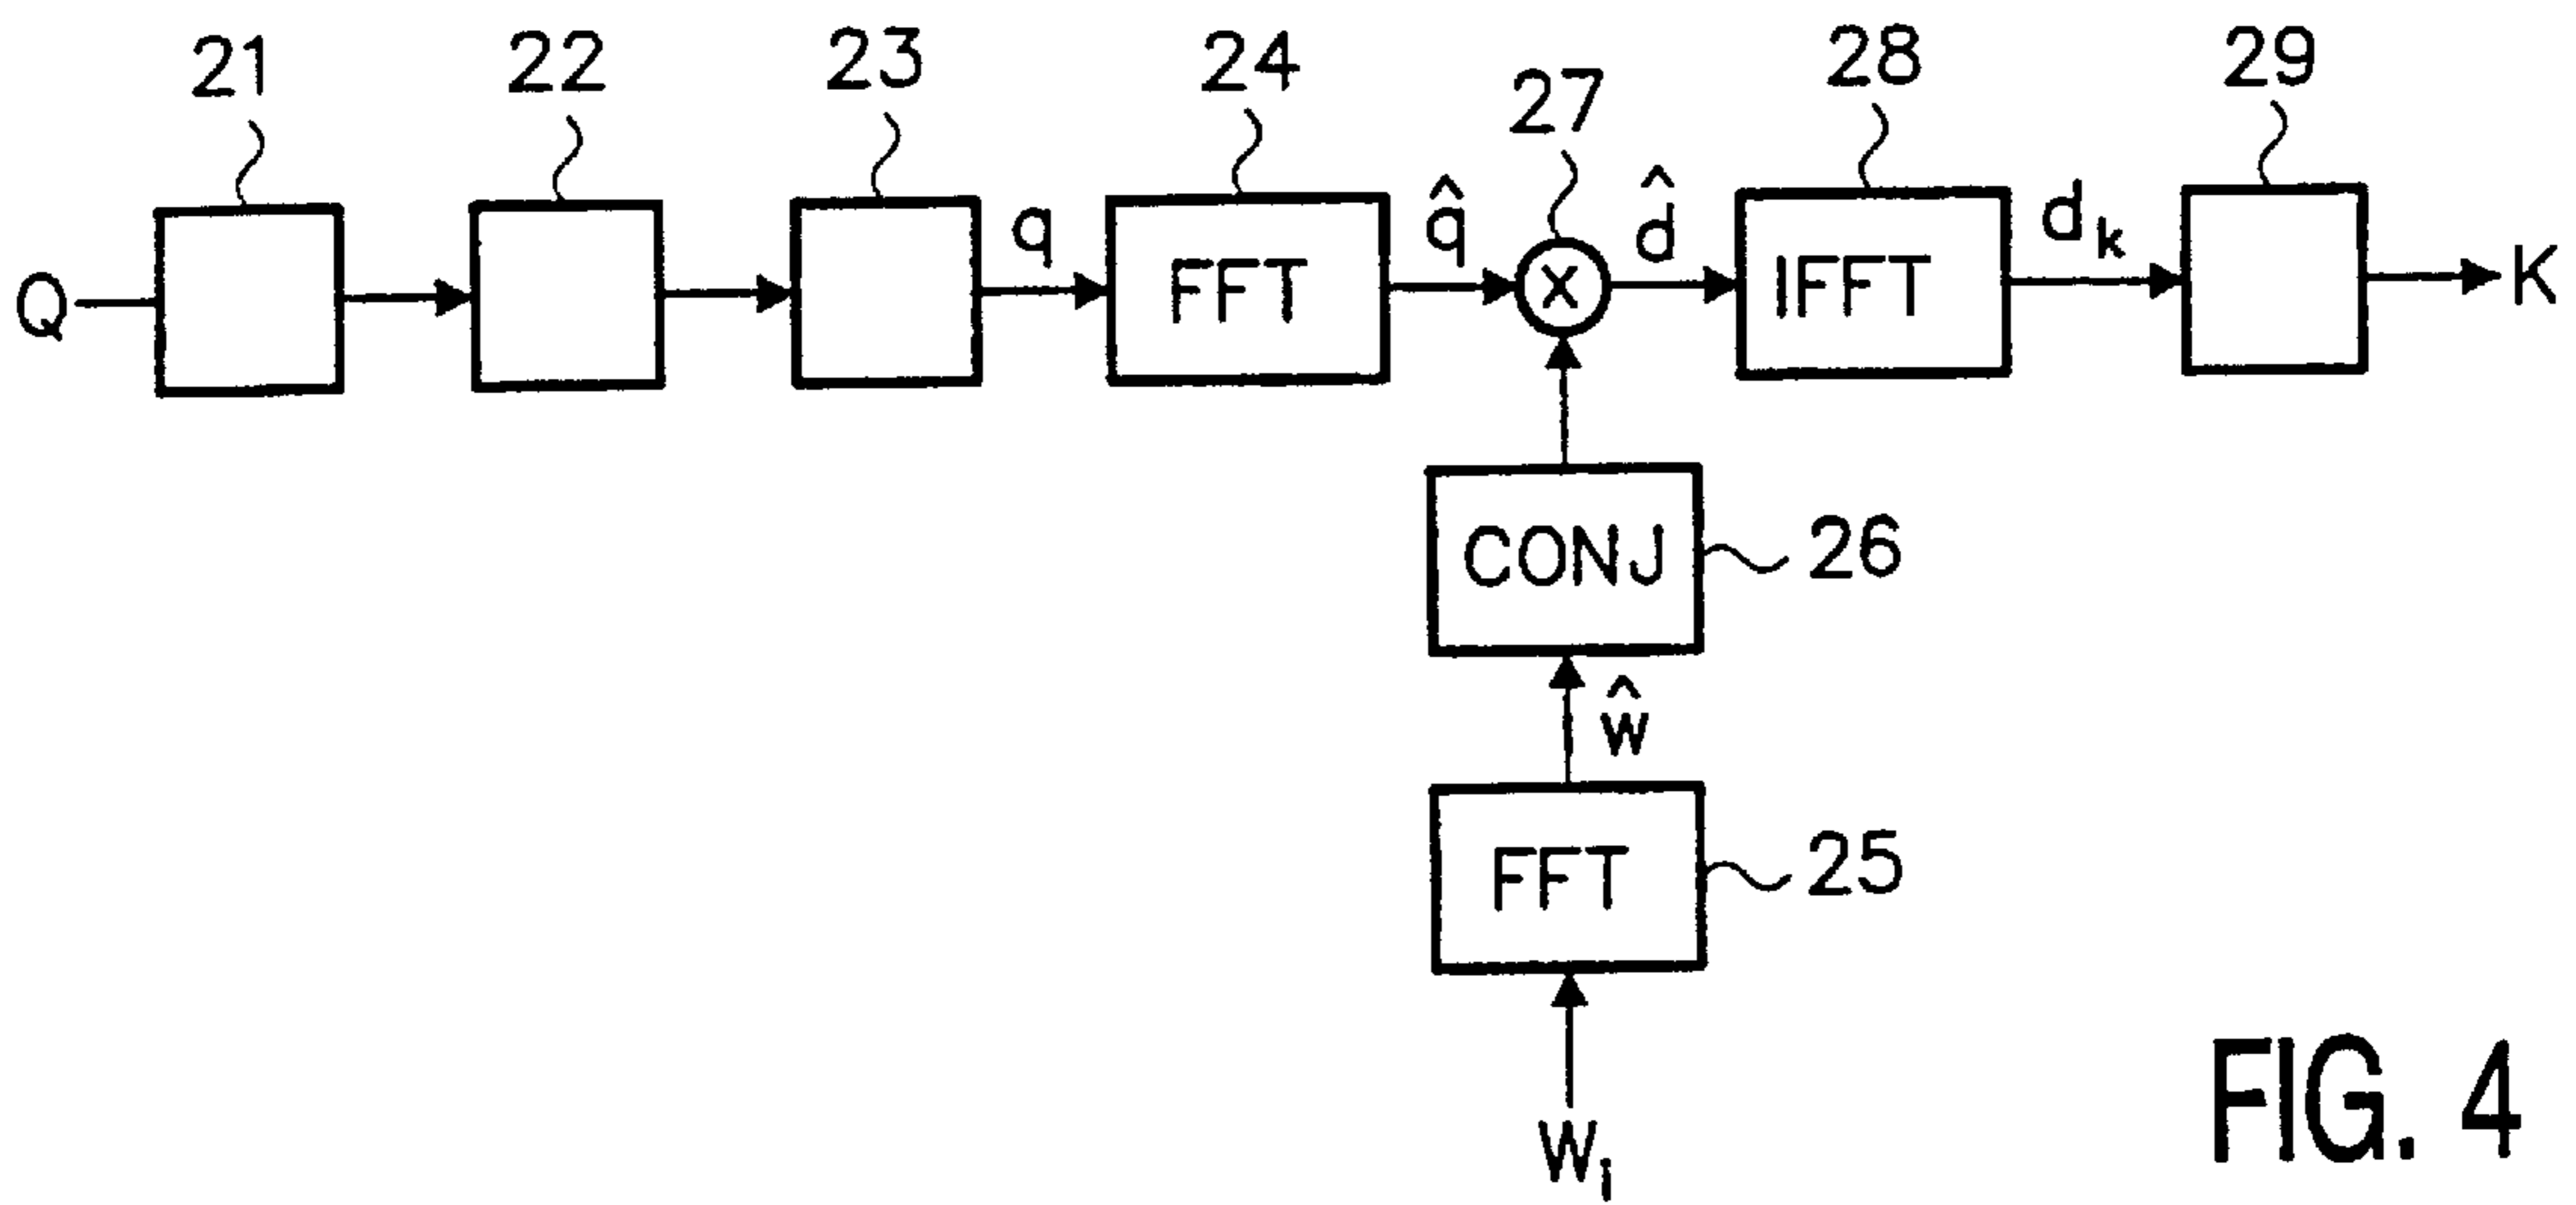 21 22 23 24 27 28 29
Q q FFT q̂ X d̂ IFFT d_k K
CONJ 26
ŵ
FFT 25
W_i
FIG. 4